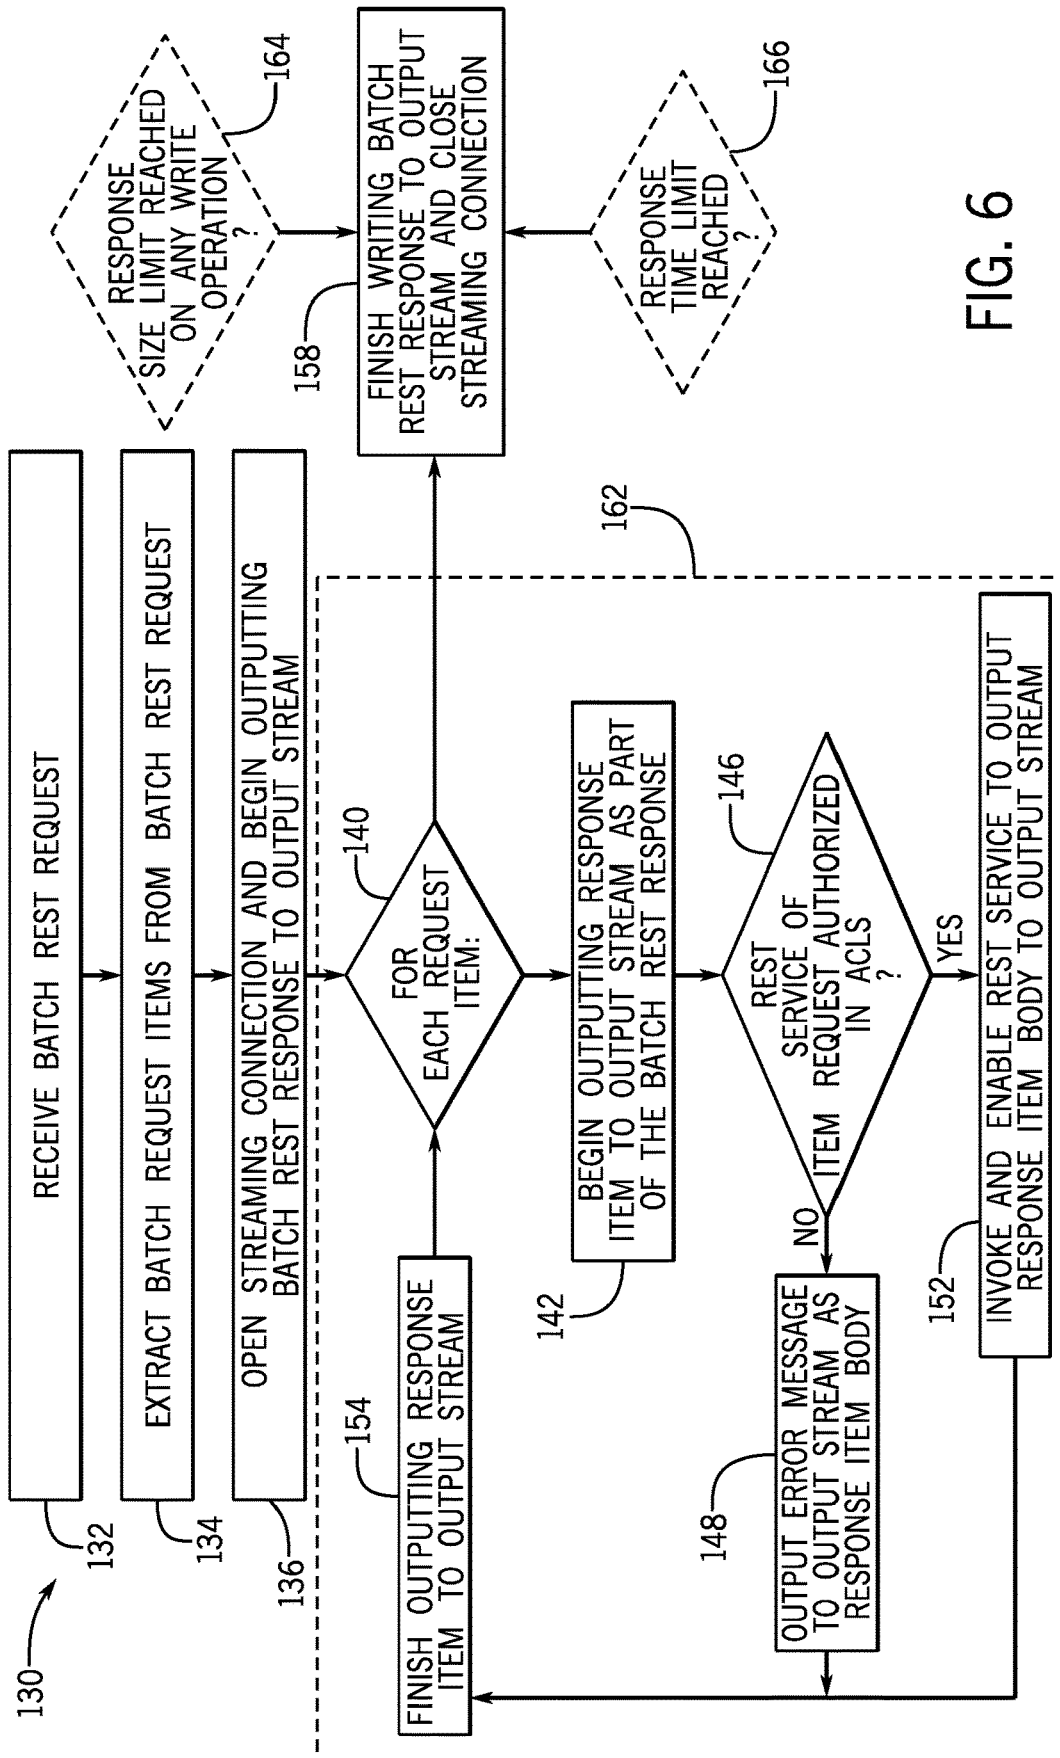 130
132
RECEIVE BATCH REST REQUEST
134
EXTRACT BATCH REQUEST ITEMS FROM BATCH REST REQUEST
136
OPEN STREAMING CONNECTION AND BEGIN OUTPUTTING
BATCH REST RESPONSE TO OUTPUT STREAM
RESPONSE
SIZE LIMIT REACHED
ON ANY WRITE
OPERATION
?
164
154
FINISH OUTPUTTING RESPONSE
ITEM TO OUTPUT STREAM
140
FOR
EACH REQUEST
ITEM:
158
FINISH WRITING BATCH
REST RESPONSE TO OUTPUT
STREAM AND CLOSE
STREAMING CONNECTION
142
BEGIN OUTPUTTING RESPONSE
ITEM TO OUTPUT STREAM AS PART
OF THE BATCH REST RESPONSE
162
RESPONSE
TIME LIMIT
REACHED
?
166
148
OUTPUT ERROR MESSAGE
TO OUTPUT STREAM AS
RESPONSE ITEM BODY
NO
146
REST
SERVICE OF
ITEM REQUEST AUTHORIZED
IN ACLS
?
YES
152
INVOKE AND ENABLE REST SERVICE TO OUTPUT
RESPONSE ITEM BODY TO OUTPUT STREAM
FIG. 6